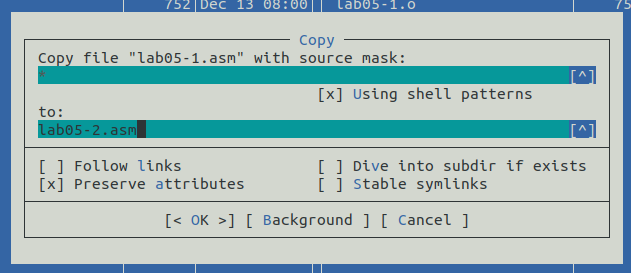 752 Dec 13 08:00 lab05-1.o 75
Copy
Copy file "lab05-1.asm" with source mask:
* [^]
[x] Using shell patterns
to:
lab05-2.asm [^]
[ ] Follow links [ ] Dive into subdir if exists
[x] Preserve attributes [ ] Stable symlinks
[< OK >] [ Background ] [ Cancel ]